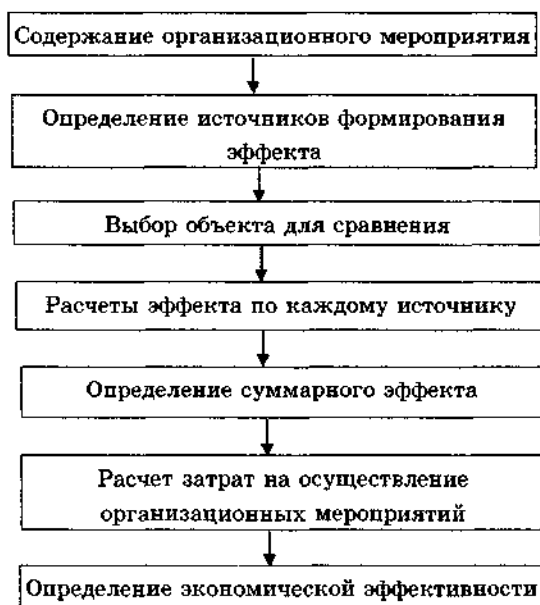 Содержание организационного мероприятия
Определение источников формирования
эффекта
Выбор объекта для сравнения
Расчеты эффекта по каждому источнику
Определение суммарного эффекта
Расчет затрат на осуществление
организационных мероприятий
Определение экономической эффективности